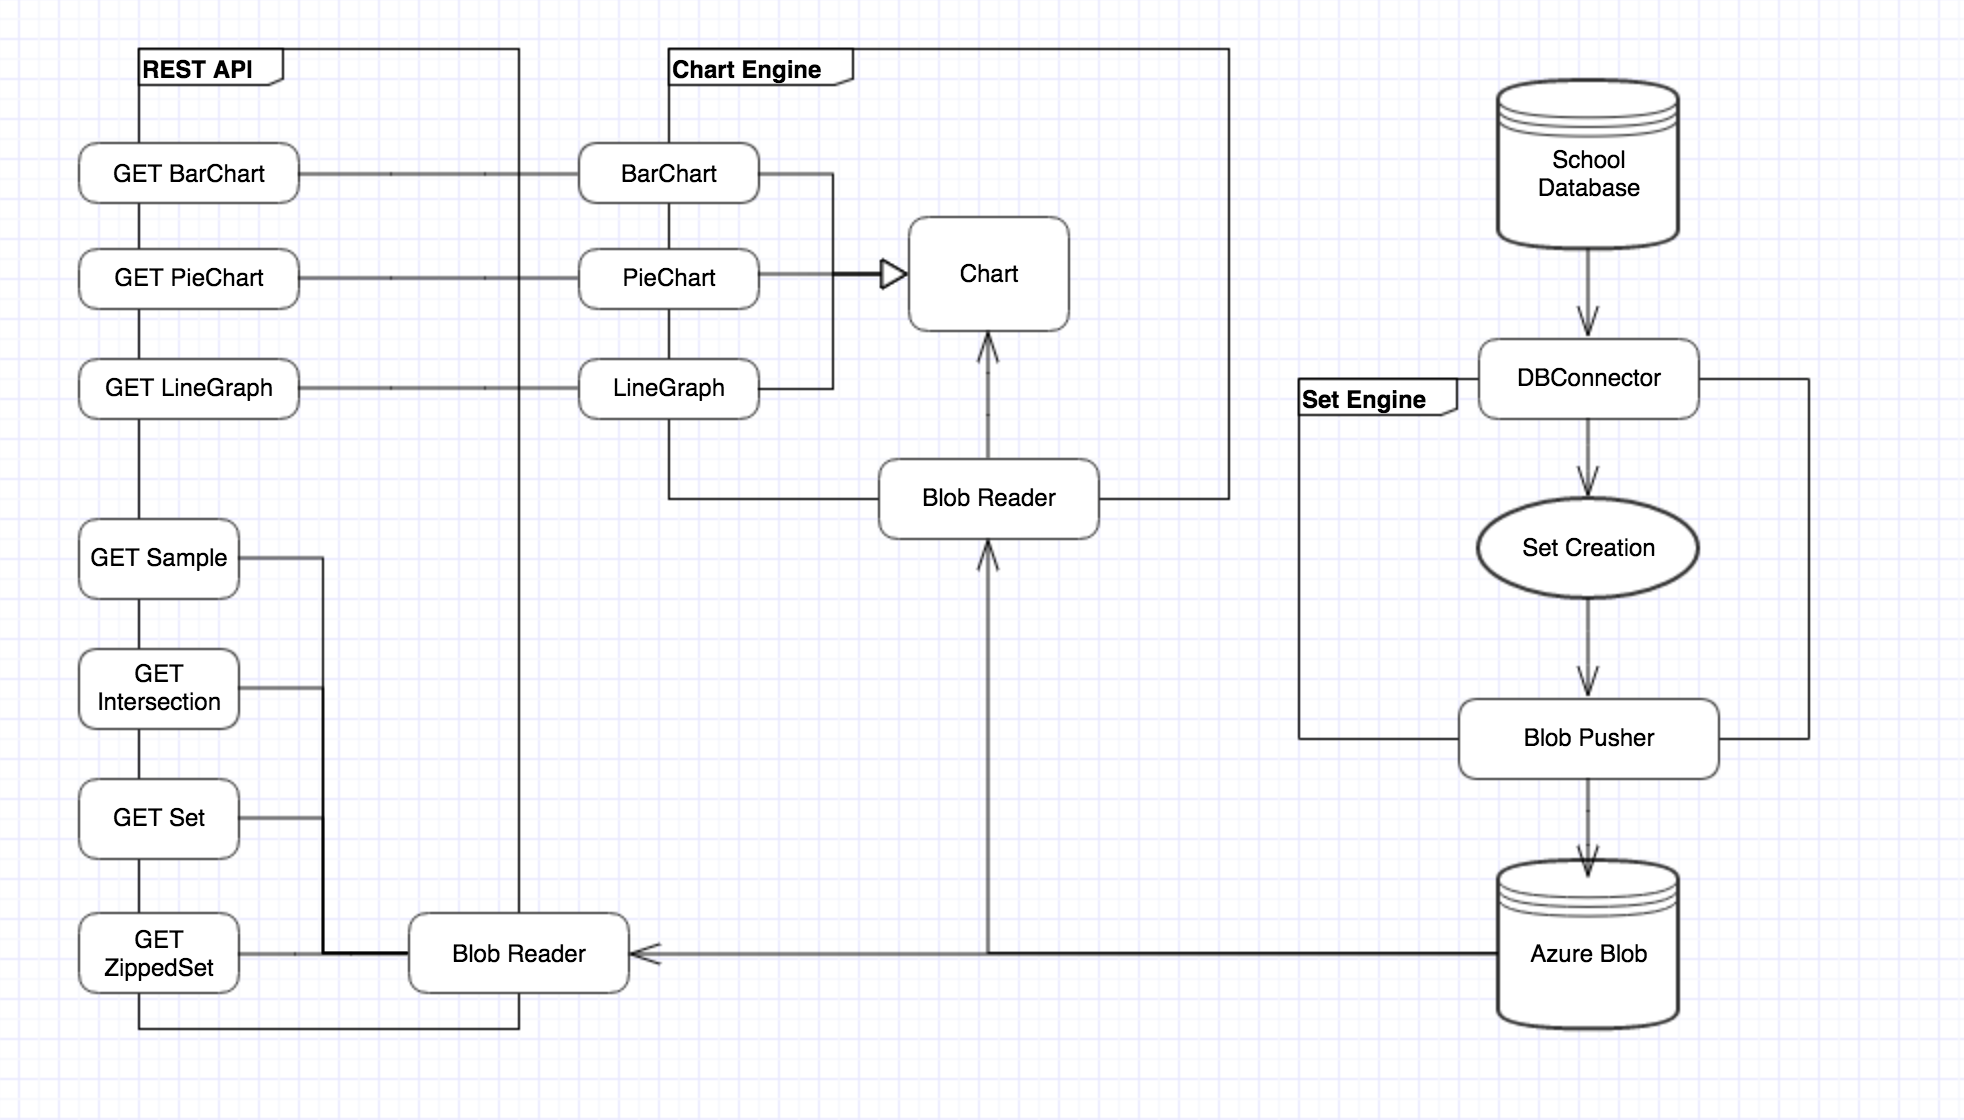 REST API
GET BarChart
GET PieChart
GET LineGraph
GET Sample
GET
Intersection
GET Set
GET
ZippedSet
Blob Reader
Chart Engine
BarChart
PieChart
LineGraph
Chart
Blob Reader
School
Database
Set Engine
DBConnector
Set Creation
Blob Pusher
Azure Blob